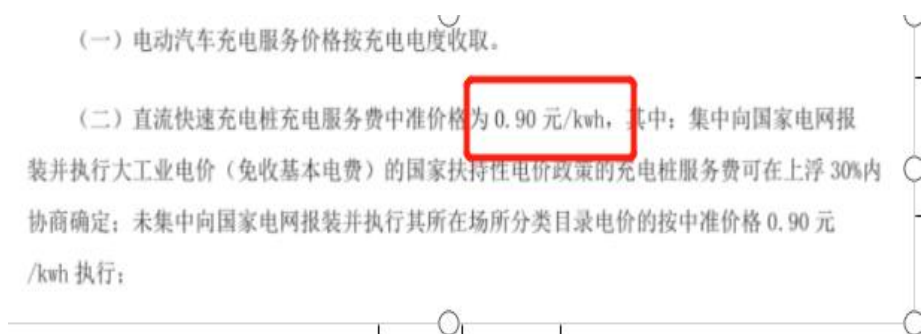 （一）电动汽车充电服务价格按充电电度收取。
（二）直流快速充电桩充电服务费中准价格为 0.90 元/kwh，其中：集中向国家电网报
装并执行大工业电价（免收基本电费）的国家扶持性电价政策的充电桩服务费可在上浮 30%内
协商确定；未集中向国家电网报装并执行其所在场所分类目录电价的按中准价格 0.90 元
/kwh 执行；